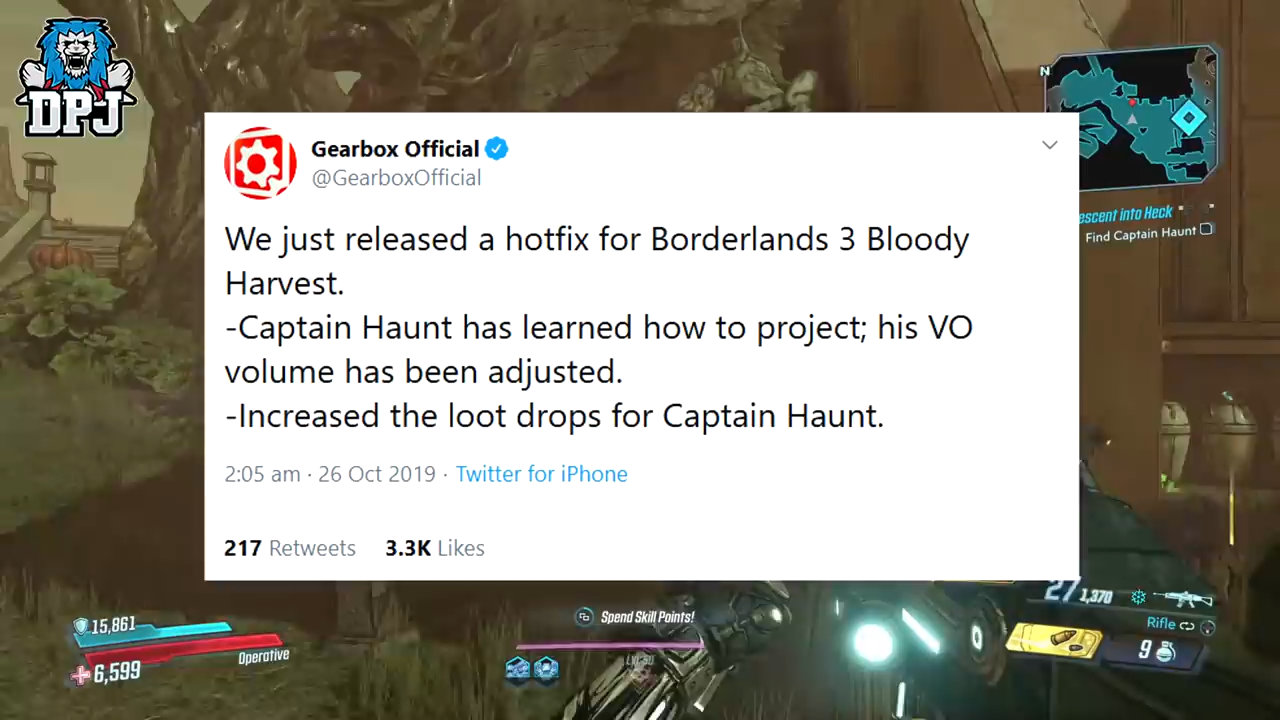 DPJ
N
Gearbox Official
@GearboxOfficial
We just released a hotfix for Borderlands 3 Bloody
Harvest.
-Captain Haunt has learned how to project; his VO
volume has been adjusted.
-Increased the loot drops for Captain Haunt.
2:05 am · 26 Oct 2019 · Twitter for iPhone
217 Retweets 3.3K Likes
escent into Heck
Find Captain Haunt
15,861
6,599
Operative
Spend Skill Points!
27 1,370
Rifle
9